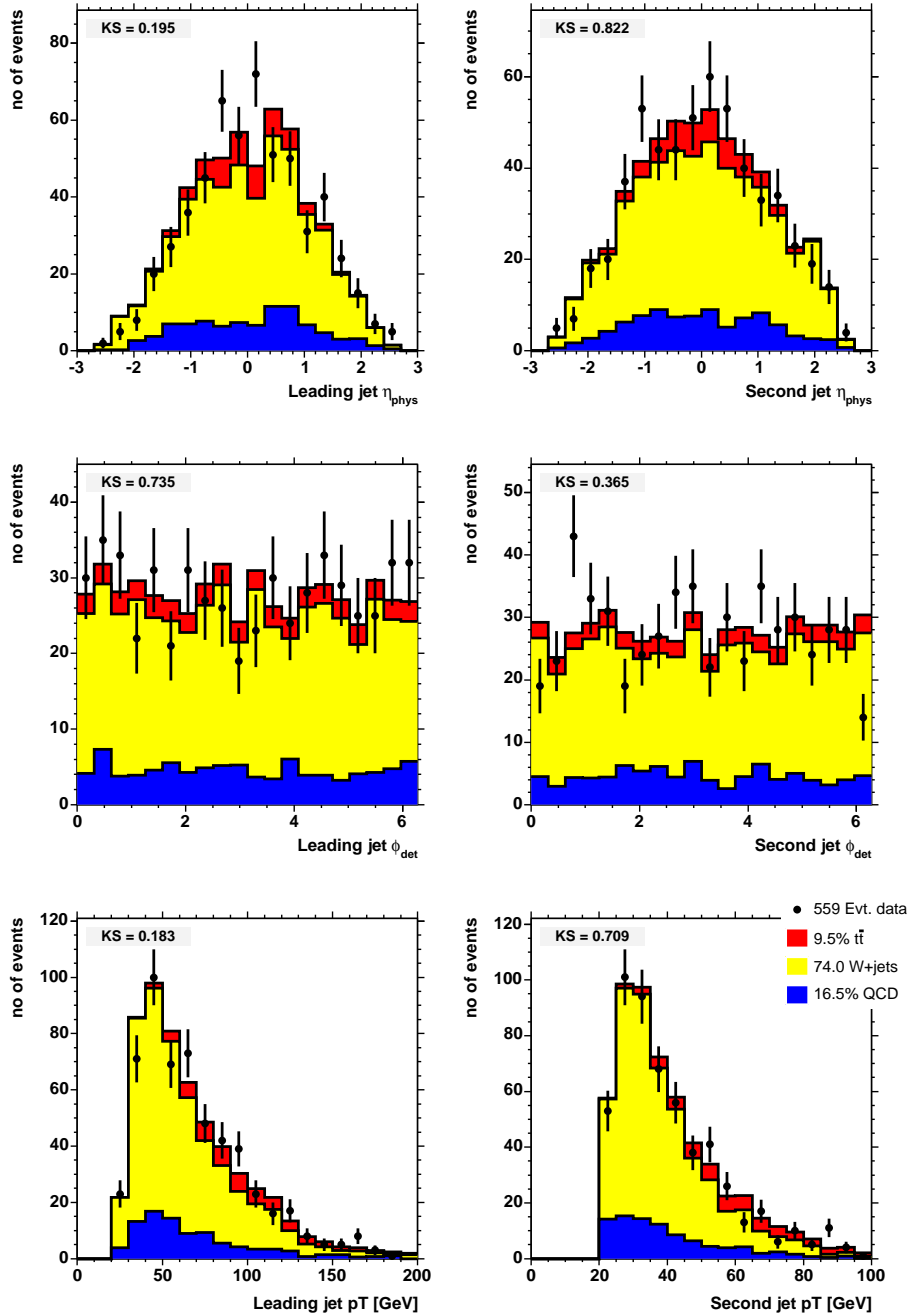 KS = 0.195
no of events
80
60
40
20
0
-3 -2 -1 0 1 2 3
Leading jet ηphys
KS = 0.822
no of events
60
40
20
0
-3 -2 -1 0 1 2 3
Second jet ηphys
KS = 0.735
no of events
40
30
20
10
0
0 2 4 6
Leading jet ϕdet
KS = 0.365
no of events
50
40
30
20
10
0
0 2 4 6
Second jet ϕdet
KS = 0.183
no of events
120
100
80
60
40
20
0
0 50 100 150 200
Leading jet pT [GeV]
KS = 0.709
no of events
120
100
80
60
40
20
0
0 20 40 60 80 100
Second jet pT [GeV]
559 Evt. data
9.5% tt̄
74.0 W+jets
16.5% QCD